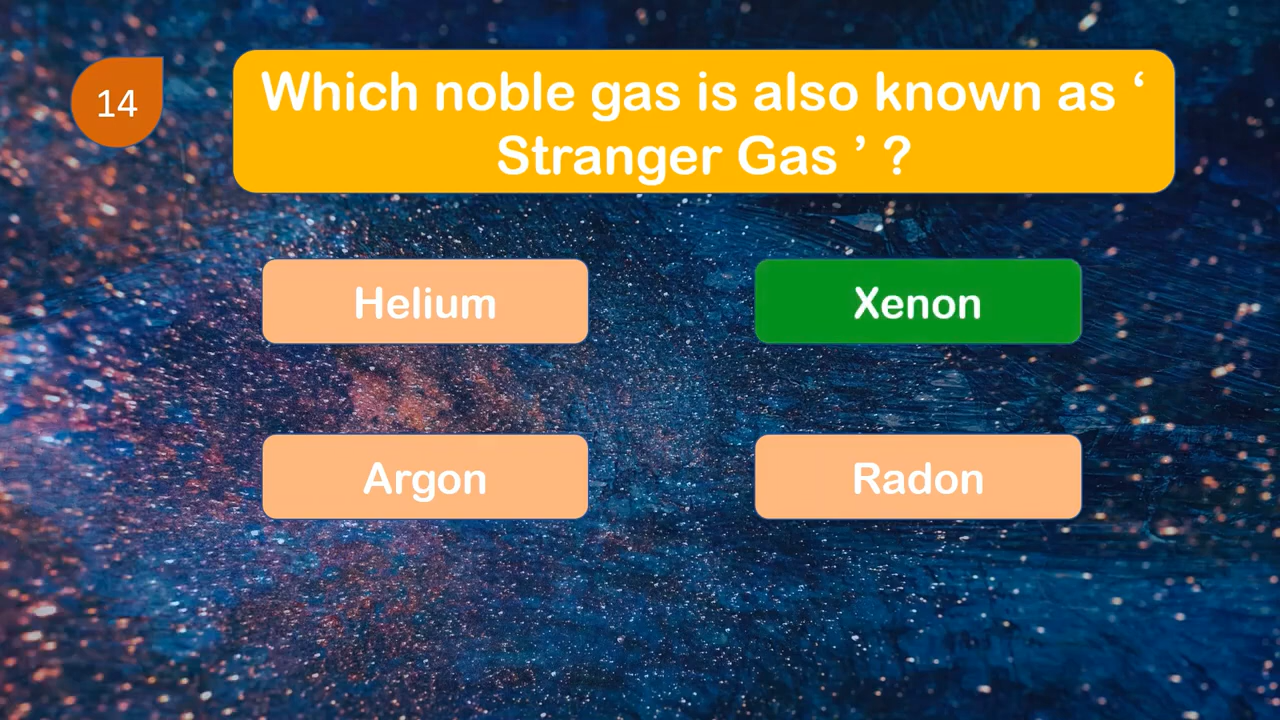 14
Which noble gas is also known as ‘
Stranger Gas ’ ?
Helium
Xenon
Argon
Radon